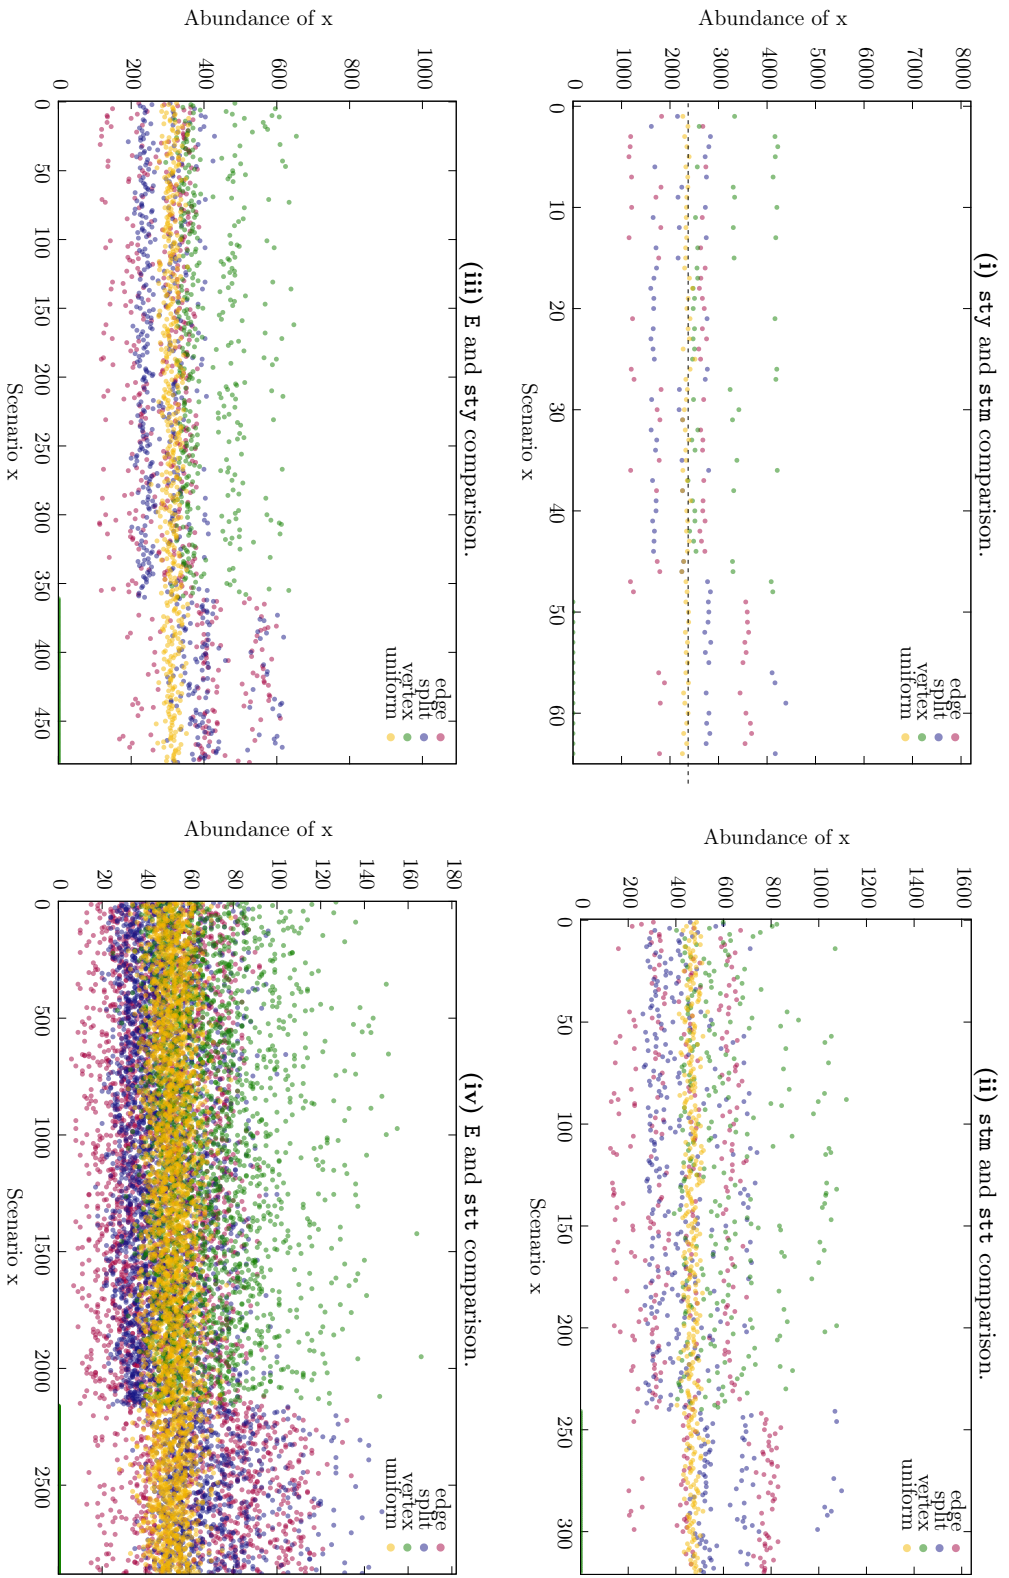 (i) sty and stm comparison.
Abundance of x
8000
7000
6000
5000
4000
3000
2000
1000
0
0 10 20 30 40 50 60
Scenario x
edge
split
vertex
uniform
(ii) stm and stt comparison.
Abundance of x
1600
1400
1200
1000
800
600
400
200
0
0 50 100 150 200 250 300
Scenario x
edge
split
vertex
uniform
(iii) E and sty comparison.
Abundance of x
1000
800
600
400
200
0
0 50 100 150 200 250 300 350 400 450
Scenario x
edge
split
vertex
uniform
(iv) E and stt comparison.
Abundance of x
180
160
140
120
100
80
60
40
20
0
0 500 1000 1500 2000 2500
Scenario x
edge
split
vertex
uniform